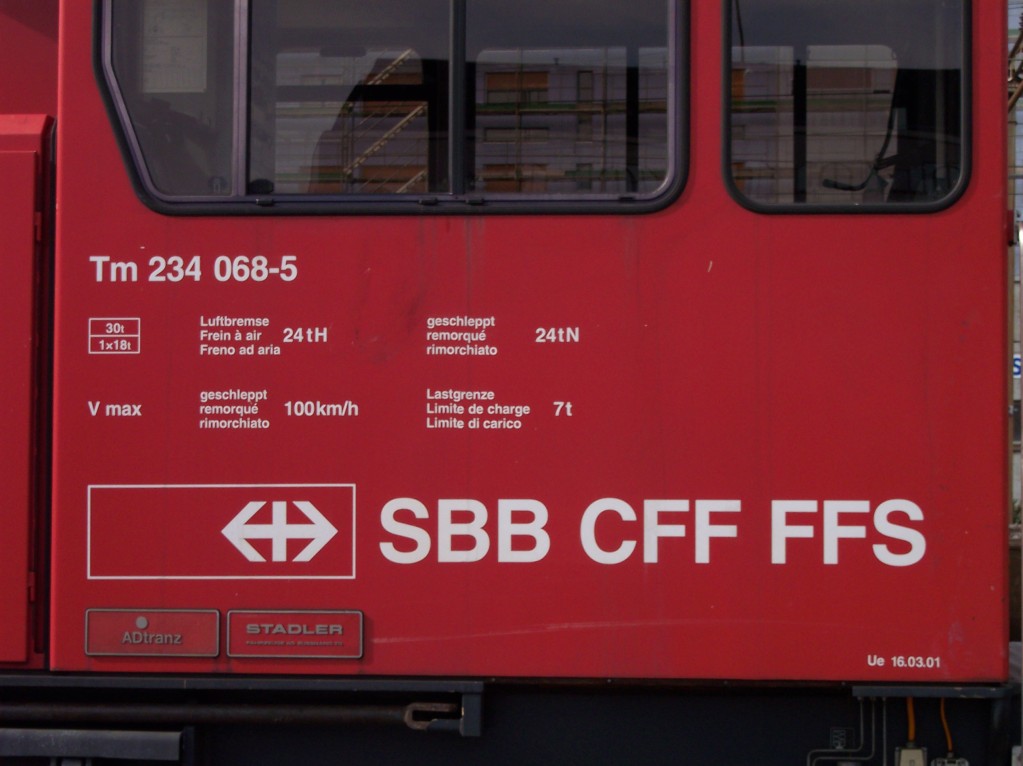 Tm 234 068-5
30t
1x18t
Luftbremse
Frein à air 24tH
Freno ad aria
geschleppt
remorqué 24tN
rimorchiato
V max
geschleppt
remorqué 100km/h
rimorchiato
Lastgrenze
Limite de charge 7t
Limite di carico
SBB CFF FFS
ADtranz
STADLER
Ue 16.03.01
S